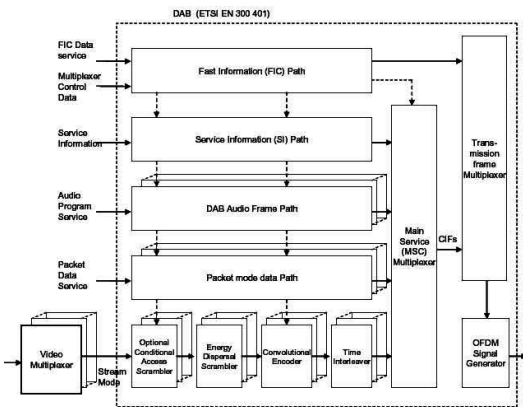 DAB (ETSI EN 300 401)
FIC Data
service
Multiplexer
Control
Data
Fast Information (FIC) Path
Service
Information
Service Information (SI) Path
Audio
Program
Service
DAB Audio Frame Path
Packet
Data
Service
Packet mode data Path
Main
Service
(MSC)
Multiplexer
CIFs
Trans-
mission
frame
Multiplexer
Video
Multiplexer
Stream
Mode
Optional
Conditional
Access
Scrambler
Energy
Dispersal
Scrambler
Convolutional
Encoder
Time
Interleaver
OFDM
Signal
Generator